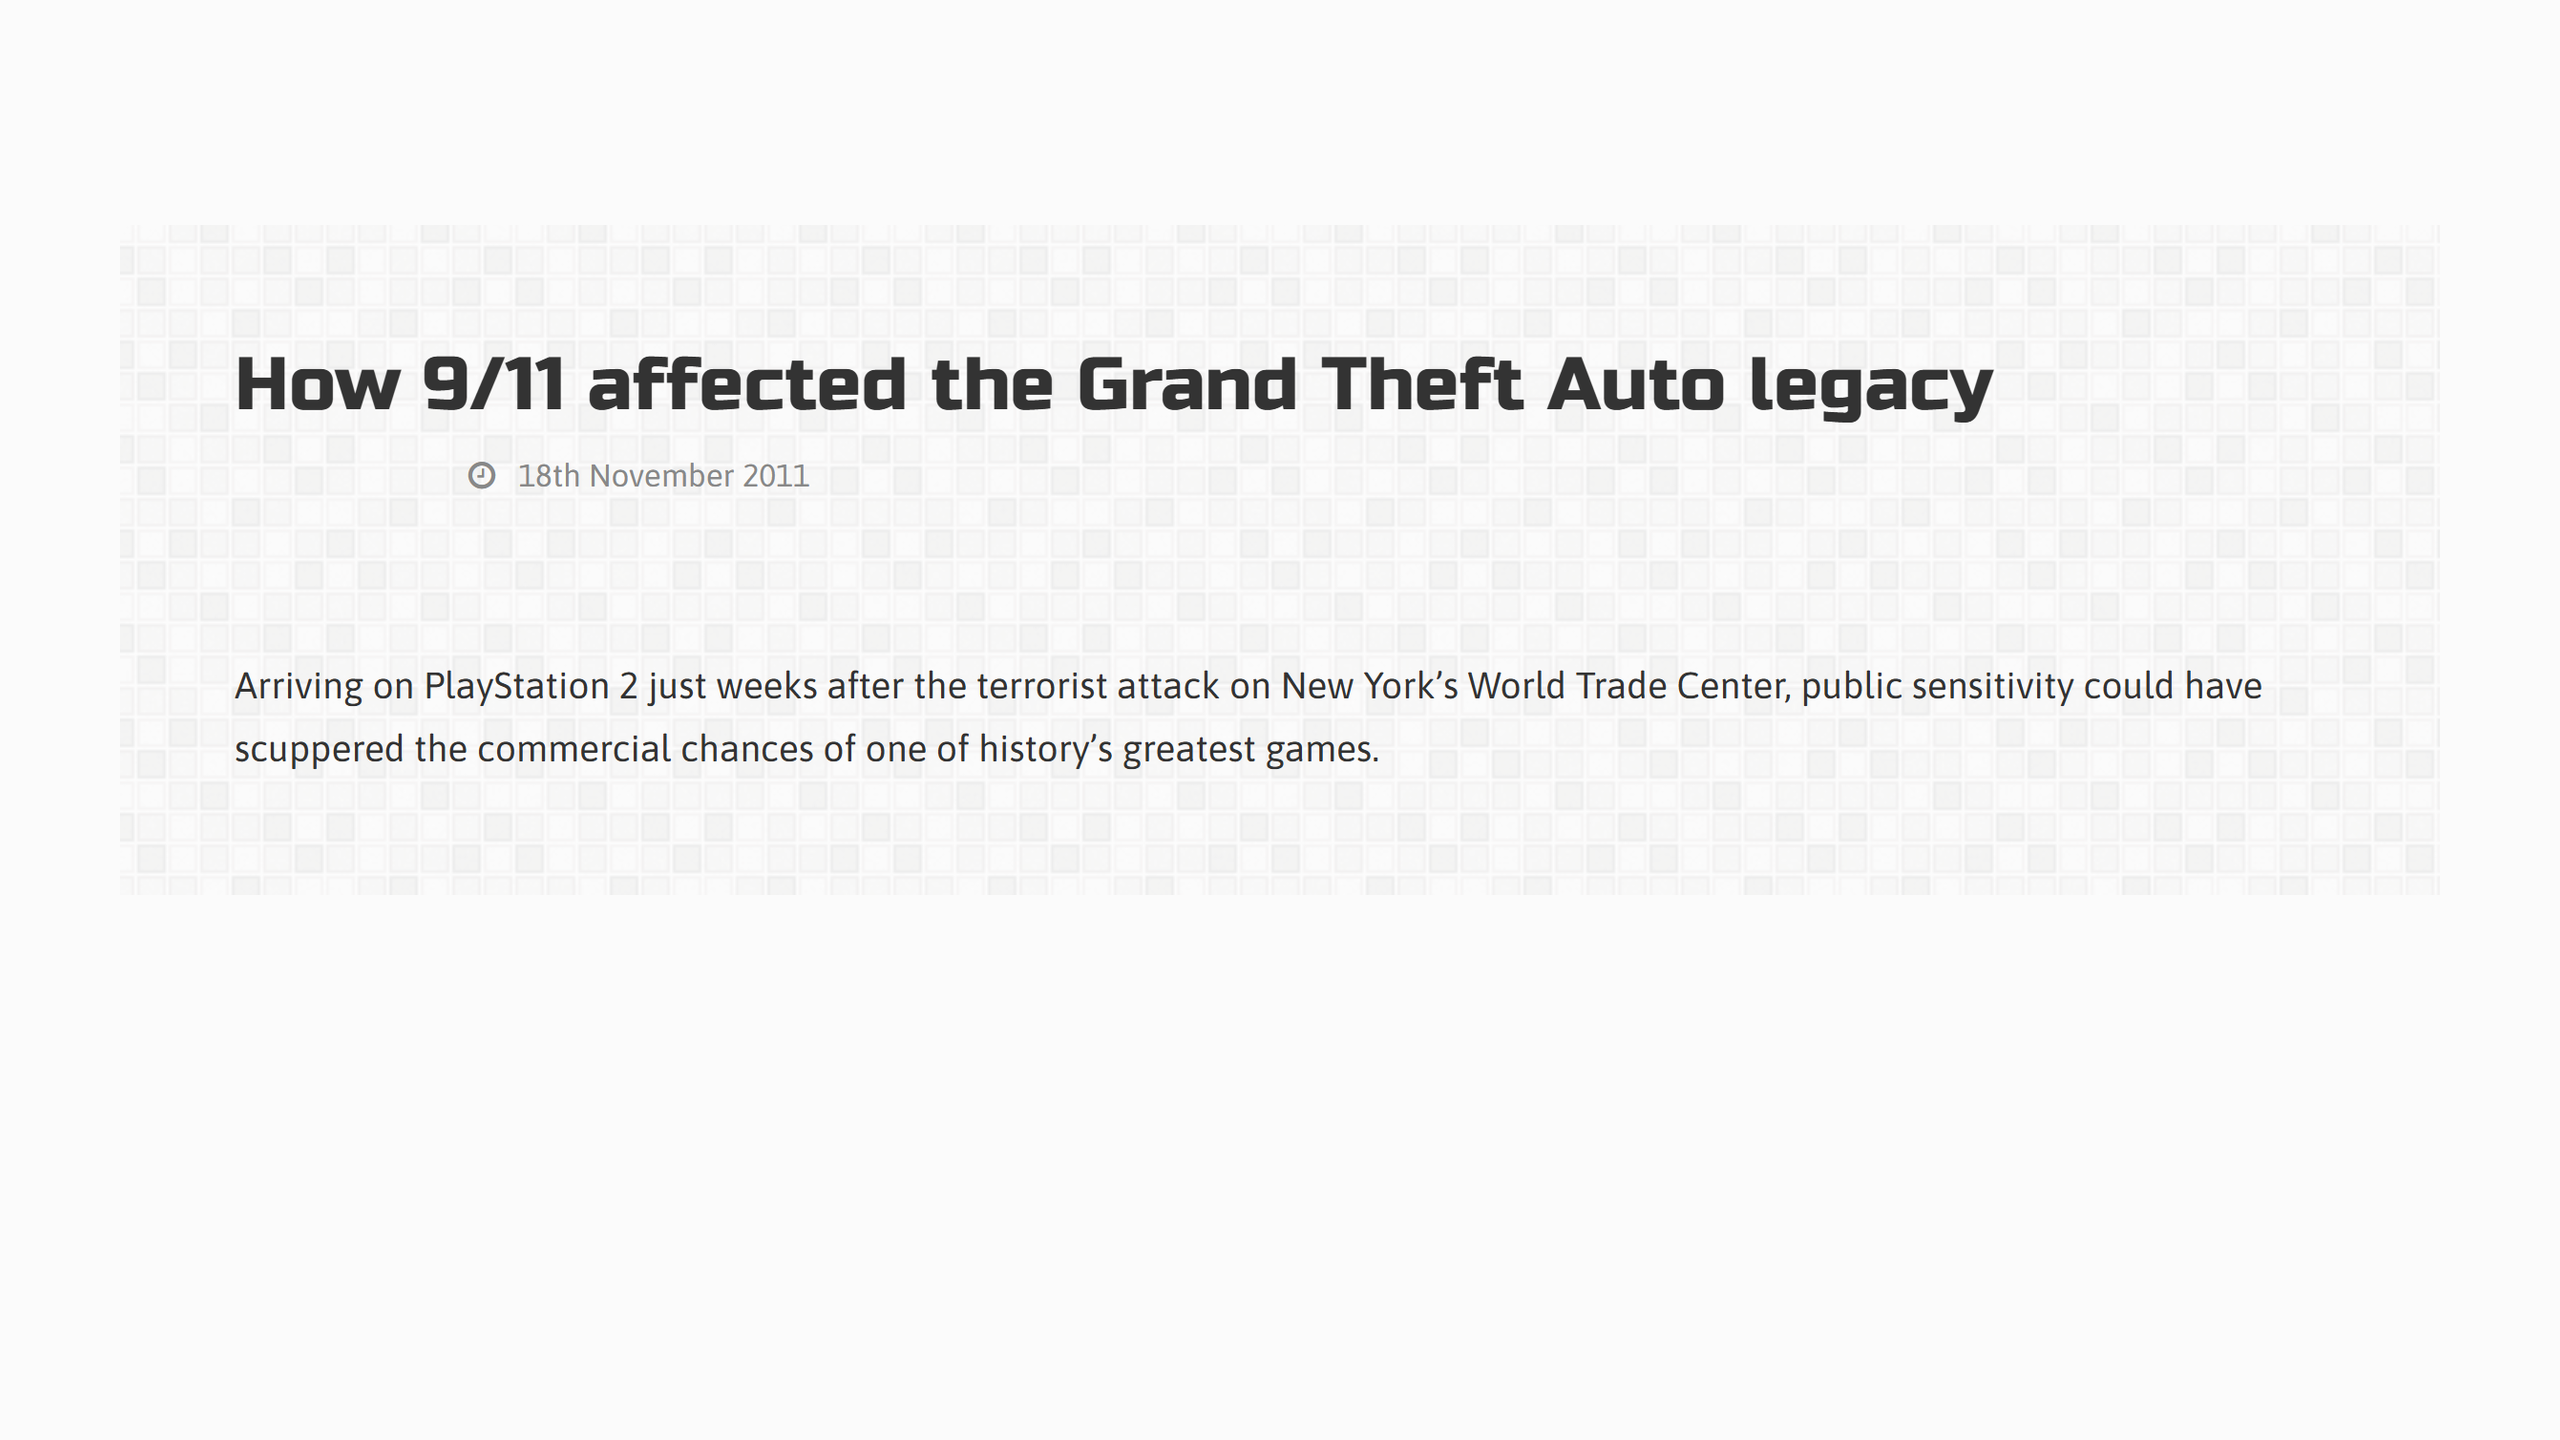 How 9/11 affected the Grand Theft Auto legacy
18th November 2011
Arriving on PlayStation 2 just weeks after the terrorist attack on New York’s World Trade Center, public sensitivity could have
scuppered the commercial chances of one of history’s greatest games.